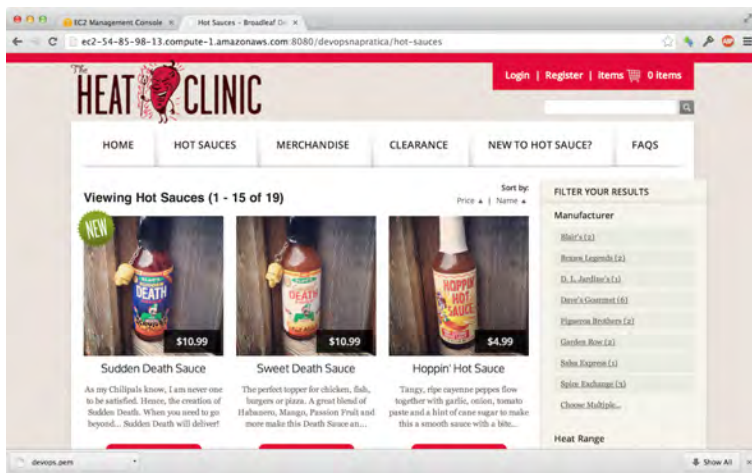 EC2 Management Console
Hot Sauces – Broadleaf De
ec2-54-85-98-13.compute-1.amazonaws.com:8080/devopsnapratica/hot-sauces
The
HEAT CLINIC
Login | Register | items 0 items
HOME HOT SAUCES MERCHANDISE CLEARANCE NEW TO HOT SAUCE? FAQS
Viewing Hot Sauces (1 - 15 of 19)
Sort by:
Price ▲ | Name ▲
FILTER YOUR RESULTS
Manufacturer
Blair's (2)
D. L. Jardine's (1)
Dave's Gourmet (6)
Figueroa Brothers (2)
Garden Row (2)
Salsa Express (1)
Spice Exchange (3)
Choose Multiple...
Heat Range
NEW
DEATH
DEATH
HOPPIN
HOT
SAUCE
$10.99
$10.99
$4.99
Sudden Death Sauce
Sweet Death Sauce
Hoppin' Hot Sauce
As my Chilipals know, I am never one
to be satisfied. Hence, the creation of
Sudden Death. When you need to go
beyond... Sudden Death will deliver!
The perfect topper for chicken, fish,
burgers or pizza. A great blend of
Habanero, Mango, Passion Fruit and
more make this Death Sauce an...
Tangy, ripe cayenne peppes flow
together with garlic, onion, tomato
paste and a hint of cane sugar to make
this a smooth sauce with a bite...
devops.pem
Show All